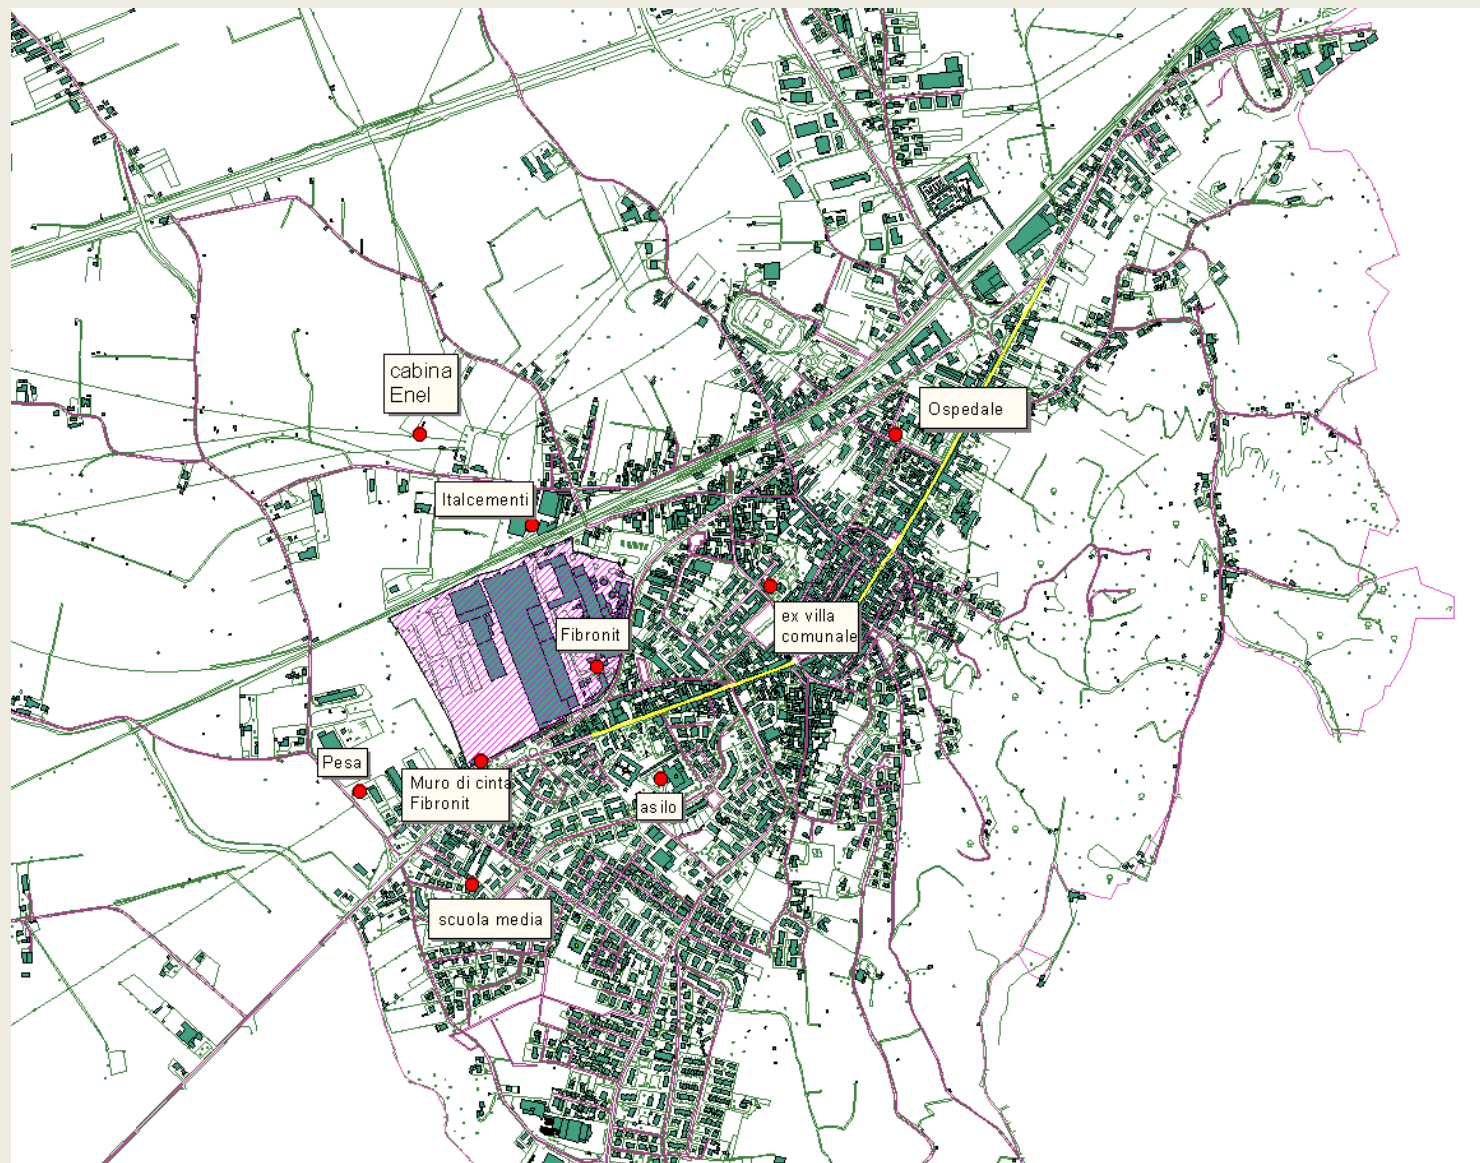 cabina
Enel
Ospedale
Italcementi
ex villa
comunale
Fibronit
Pesa
Muro di cinta
Fibronit
asilo
scuola media